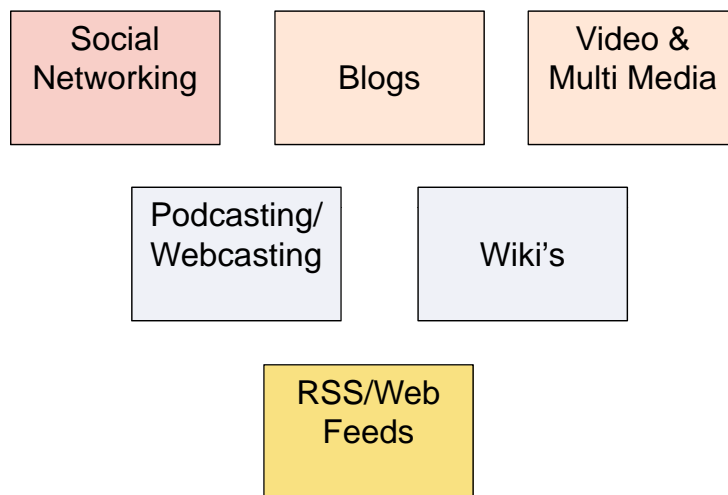 Social
Networking
Blogs
Video &
Multi Media
Podcasting/
Webcasting
Wiki’s
RSS/Web
Feeds